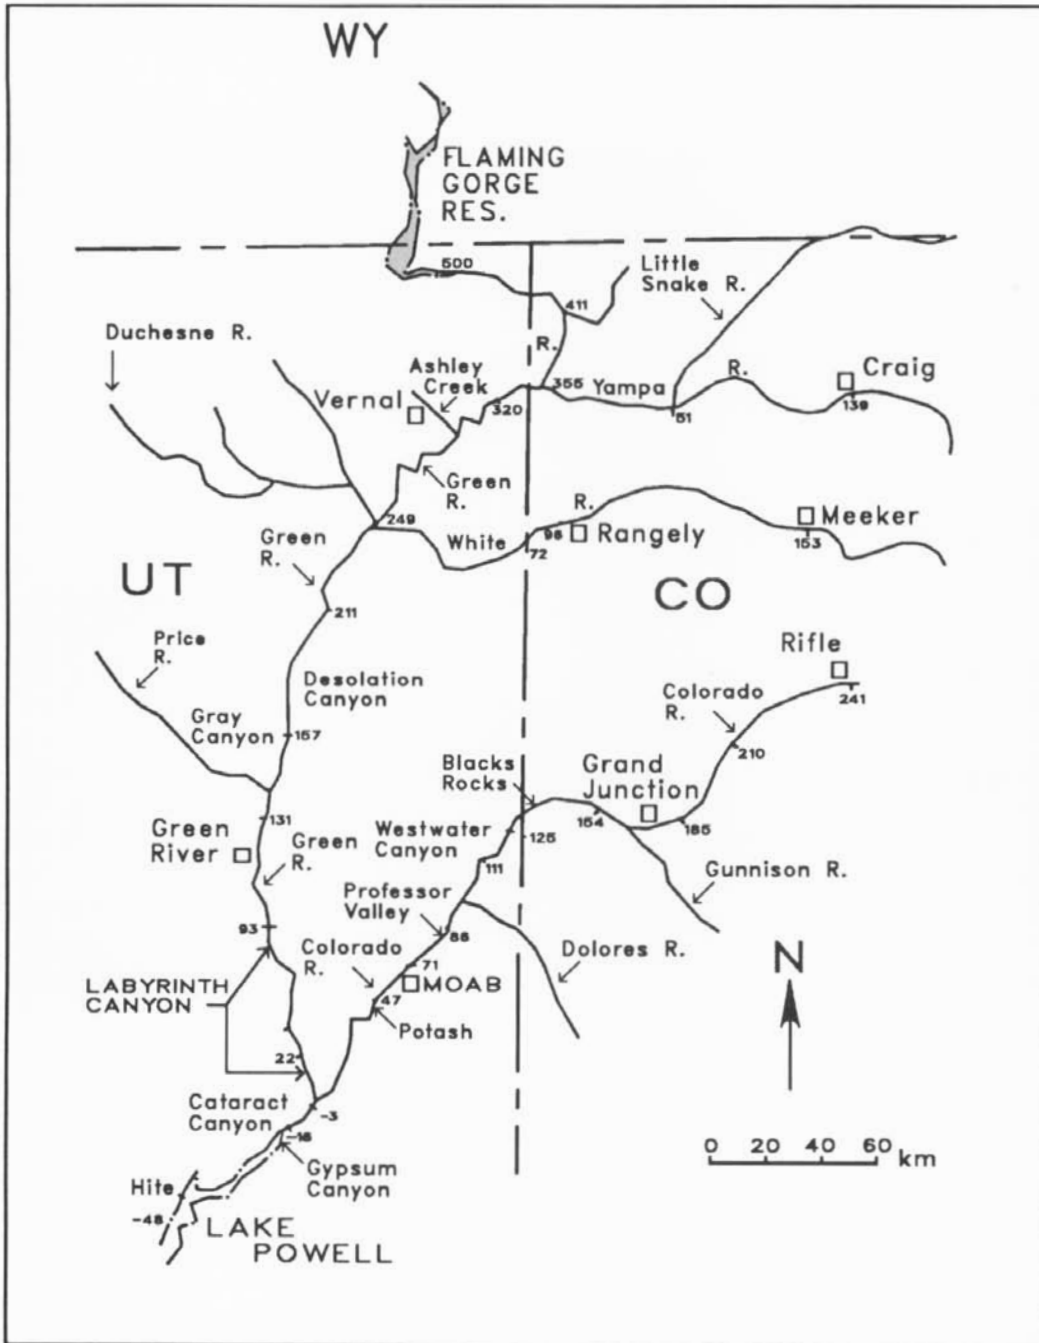 WY
FLAMING
GORGE
RES.
500
Little
Snake R.
411
Duchesne R.
R.
Ashley
Creek
355
Yampa
R.
Craig
Vernal
320
51
139
Green
R.
249
Green
R.
White
72
98
R.
Rangely
Meeker
153
UT
CO
211
Price
R.
Rifle
Desolation
Canyon
Colorado
R.
241
Gray
Canyon
157
210
Blacks
Rocks
Grand
Junction
131
Westwater
Canyon
125
154
185
Green
River
Green
R.
111
Gunnison R.
Professor
Valley
93
86
Colorado
R.
Dolores R.
N
71
LABYRINTH
CANYON
MOAB
47
Potash
22
Cataract
Canyon
-3
-16
0 20 40 60
km
Gypsum
Canyon
Hite
-48
LAKE
POWELL